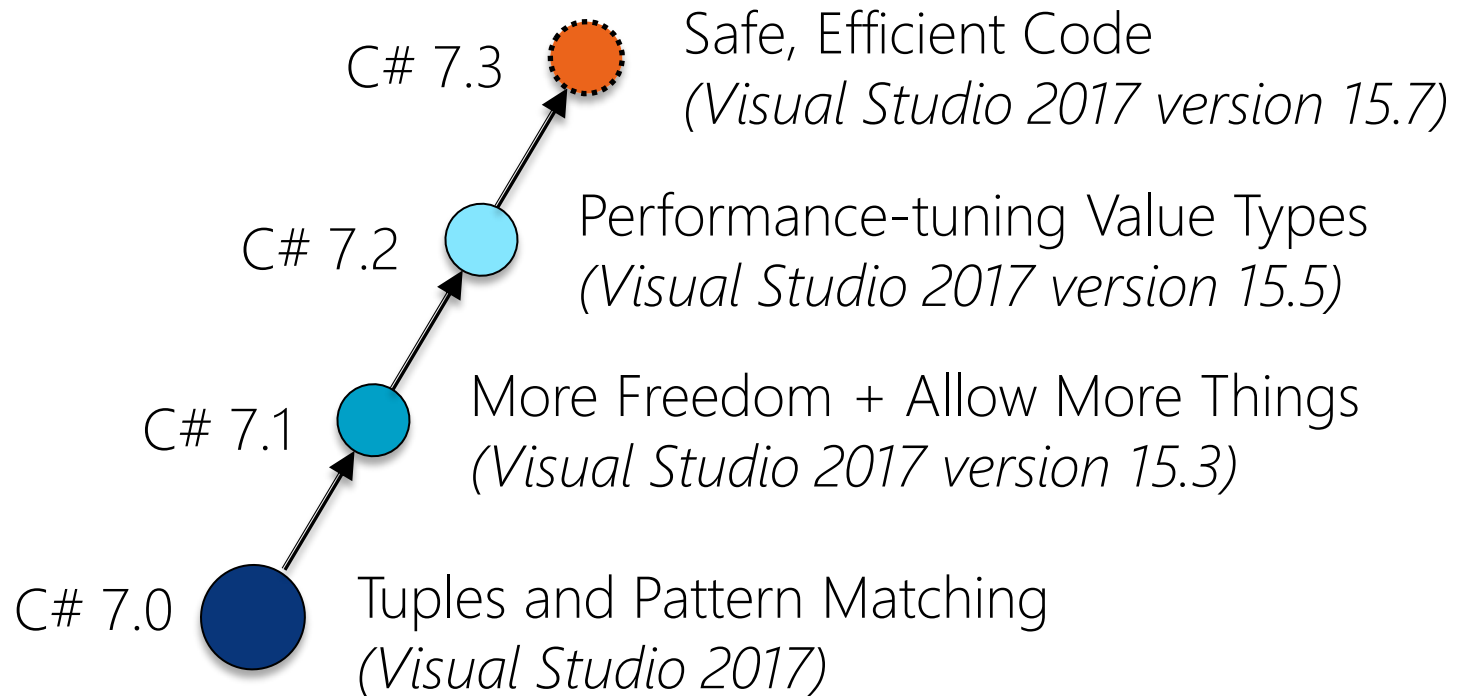 C# 7.3
Safe, Efficient Code
(Visual Studio 2017 version 15.7)
C# 7.2
Performance-tuning Value Types
(Visual Studio 2017 version 15.5)
C# 7.1
More Freedom + Allow More Things
(Visual Studio 2017 version 15.3)
C# 7.0
Tuples and Pattern Matching
(Visual Studio 2017)